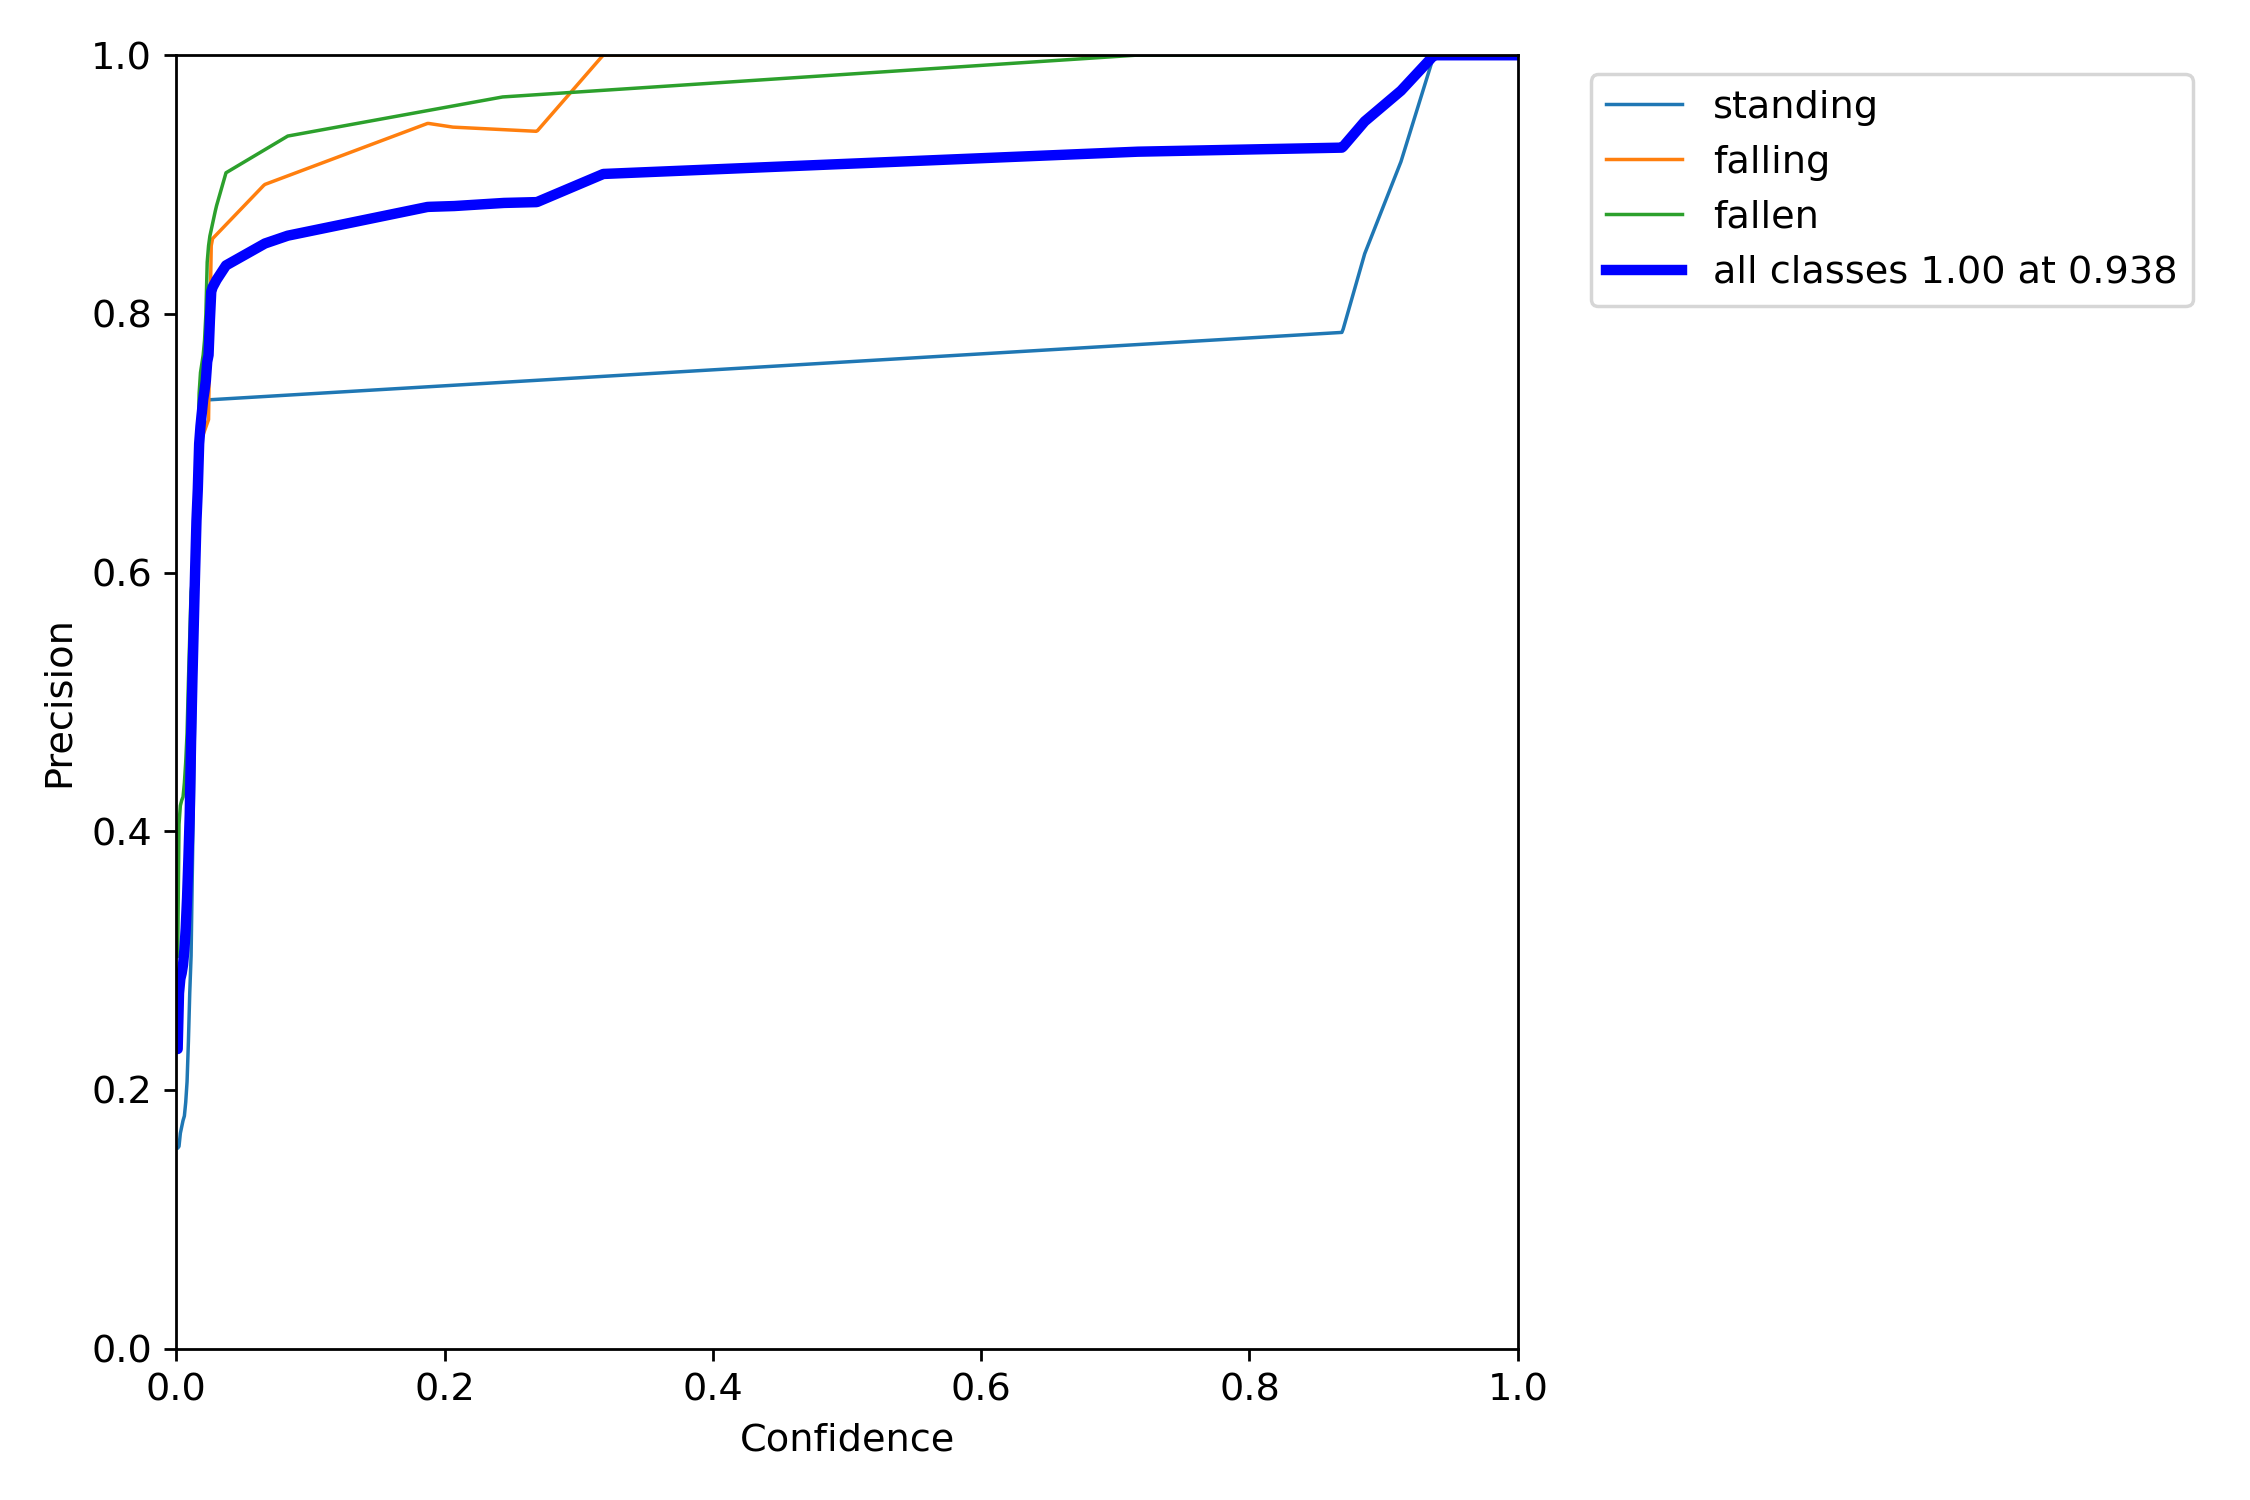 1.0
0.8
0.6
0.4
0.2
0.0
Precision
0.0 0.2 0.4 0.6 0.8 1.0
Confidence
standing
falling
fallen
all classes 1.00 at 0.938